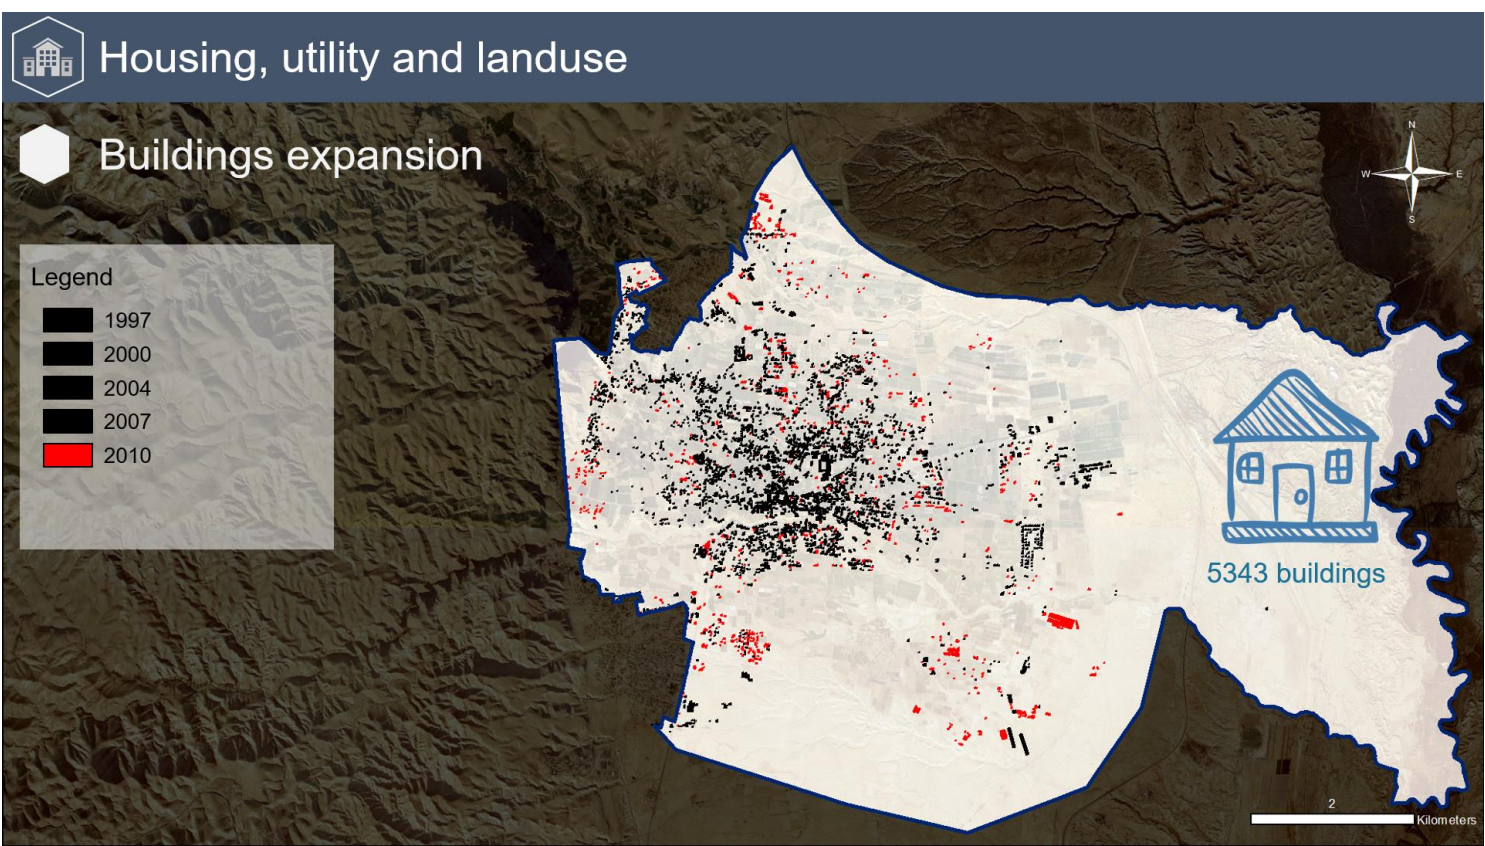 Housing, utility and landuse
Buildings expansion
N
W
E
S
Legend
1997
2000
2004
2007
2010
5343 buildings
2
Kilometers